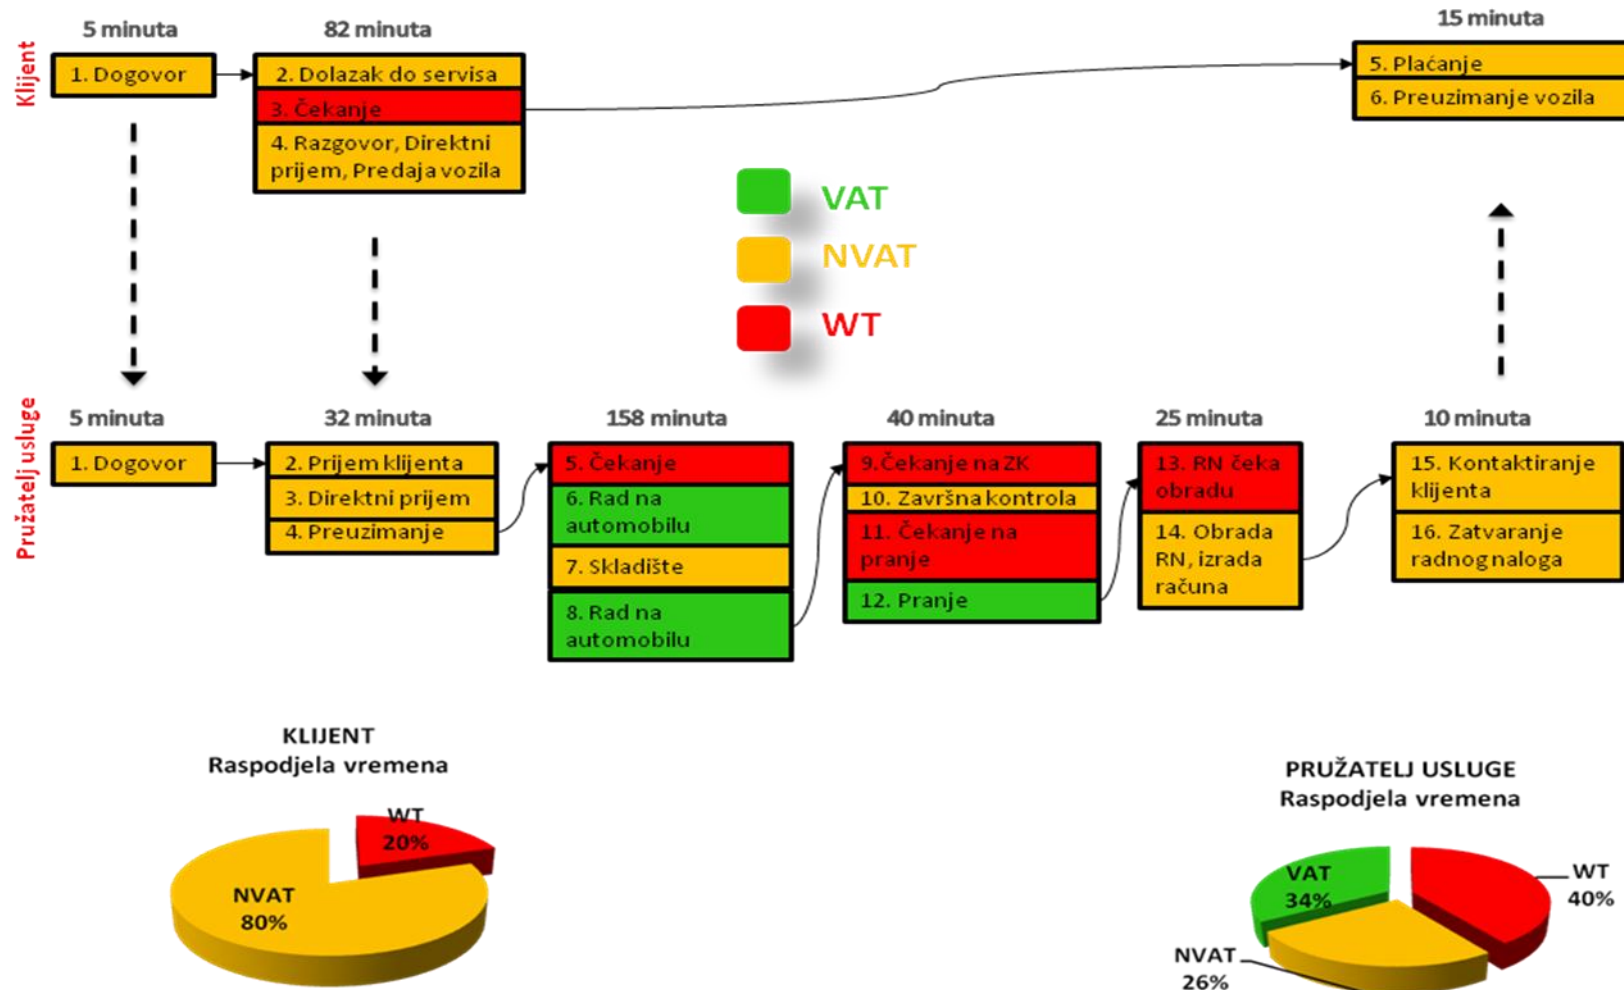 5 minuta
82 minuta
15 minuta
Klijent
1. Dogovor
2. Dolazak do servisa
3. Čekanje
4. Razgovor, Direktni
prijem, Predaja vozila
5. Plaćanje
6. Preuzimanje vozila
VAT
NVAT
WT
Pružatelj usluge
5 minuta
32 minuta
158 minuta
40 minuta
25 minuta
10 minuta
1. Dogovor
2. Prijem klijenta
3. Direktni prijem
4. Preuzimanje
5. Čekanje
6. Rad na
automobilu
7. Skladište
8. Rad na
automobilu
9.Čekanje na ZK
10. Završna kontrola
11. Čekanje na
pranje
12. Pranje
13. RN čeka
obradu
14. Obrada
RN, izrada
računa
15. Kontaktiranje
klijenta
16. Zatvaranje
radnog naloga
KLIJENT
Raspodjela vremena
WT
20%
NVAT
80%
PRUŽATELJ USLUGE
Raspodjela vremena
VAT
34%
WT
40%
NVAT
26%